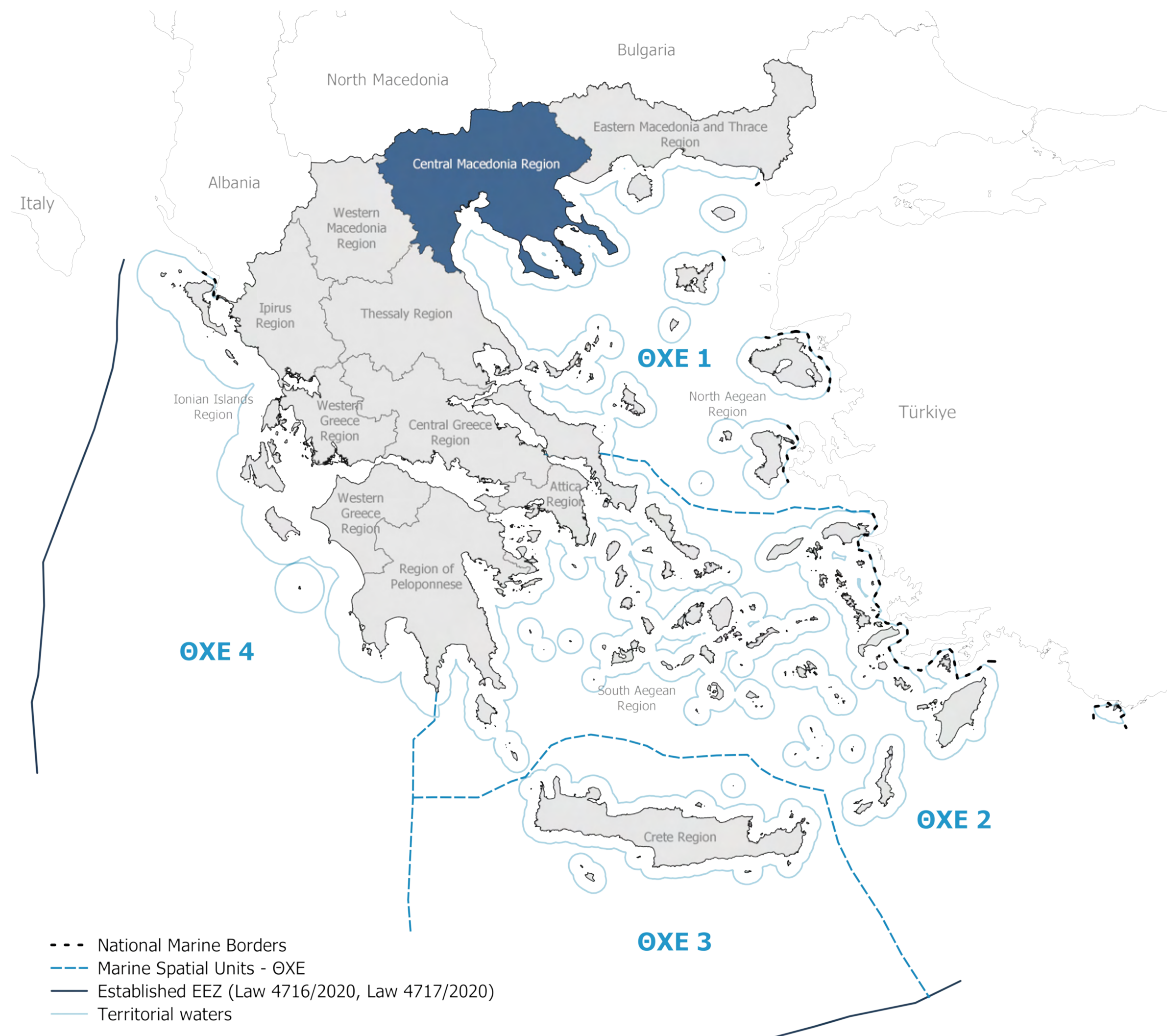 Bulgaria
North Macedonia
Eastern Macedonia and Thrace
Region
Central Macedonia Region
Albania
Italy
Western
Macedonia
Region
Ipirus
Region
Thessaly Region
ΘΧΕ 1
Ionian Islands
Region
Western
Greece
Region
Central Greece
Region
North Aegean
Region
Türkiye
Attica
Region
Western
Greece
Region
Region of
Peloponnese
ΘΧΕ 4
South Aegean
Region
ΘΧΕ 2
Crete Region
ΘΧΕ 3
National Marine Borders
Marine Spatial Units - ΘΧΕ
Established EEZ (Law 4716/2020, Law 4717/2020)
Territorial waters